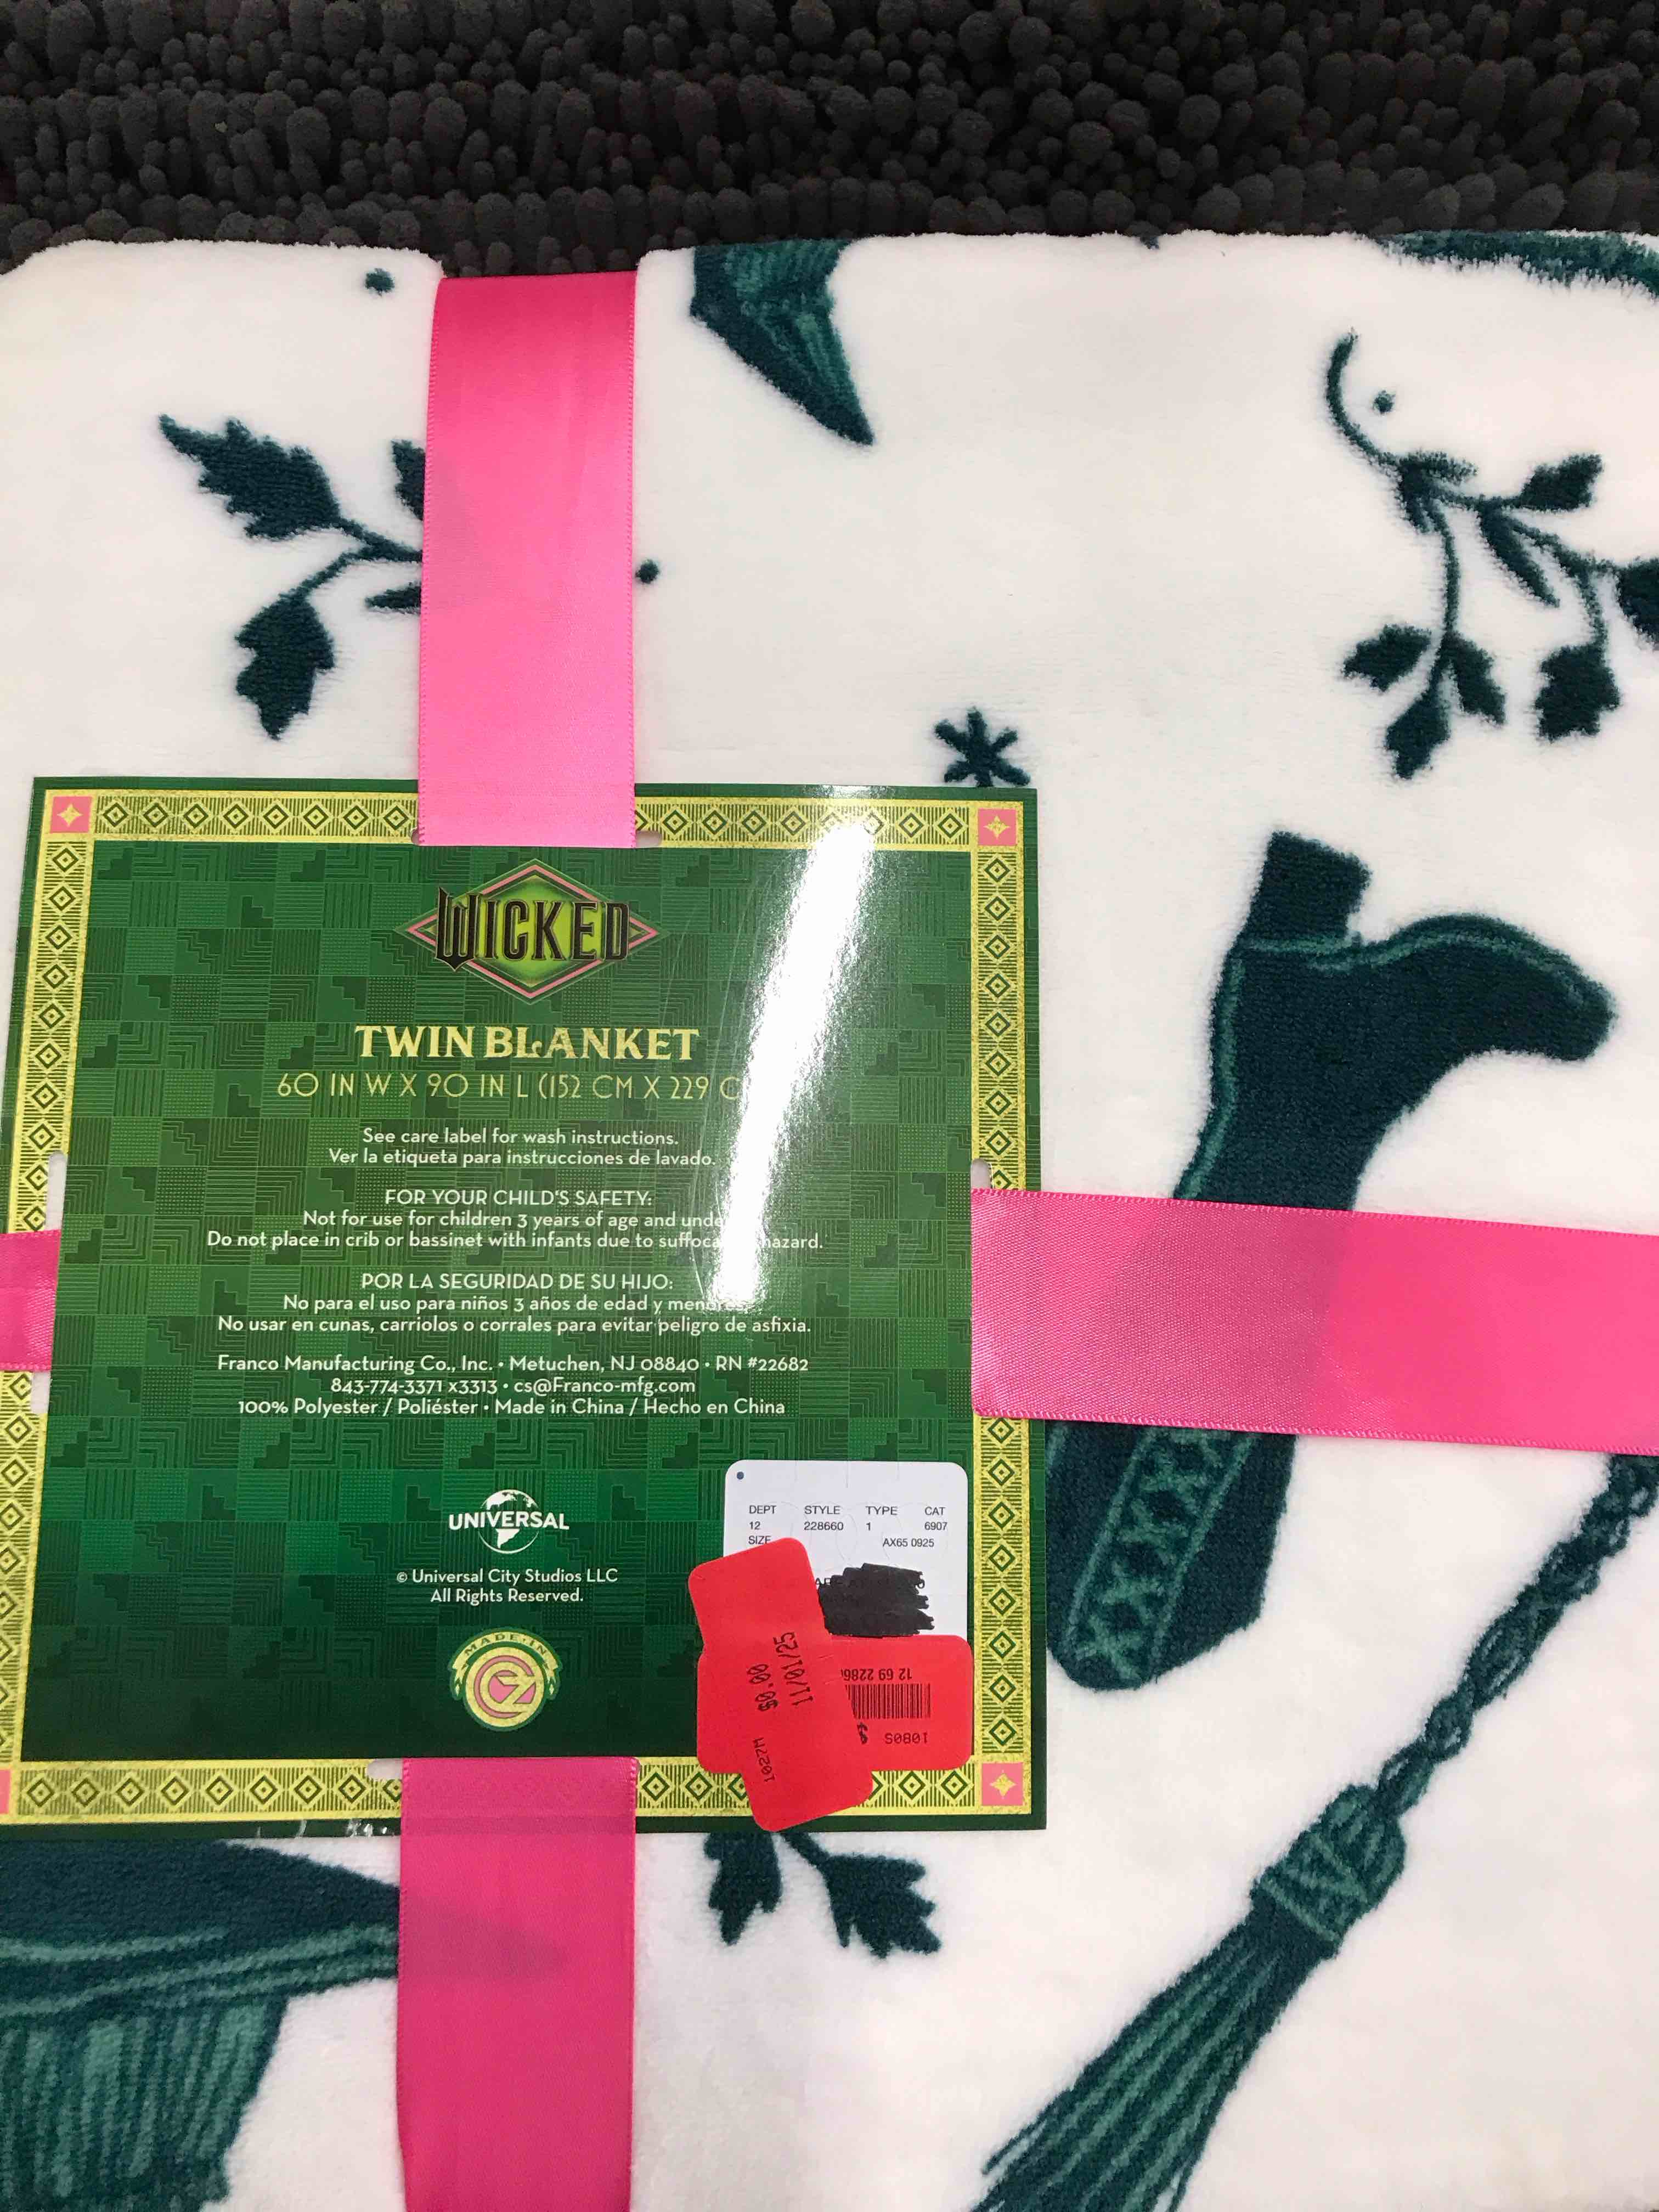 WICKED
TWIN BLANKET
60 IN W X 90 IN L (152 CM X 229 C
See care label for wash instructions.
Ver la etiqueta para instrucciones de lavado.
FOR YOUR CHILD'S SAFETY:
Not for use for children 3 years of age and unde
Do not place in crib or bassinet with infants due to suffoca hazard.
POR LA SEGURIDAD DE SU HIJO:
No para el uso para niños 3 años de edad y menores.
No usar en cunas, carriolos o corrales para evitar peligro de asfixia.
Franco Manufacturing Co., Inc. • Metuchen, NJ 08840 • RN #22682
843-774-3371 x3313 • cs@Franco-mfg.com
100% Polyester / Poliéster • Made in China / Hecho en China
UNIVERSAL
© Universal City Studios LLC
All Rights Reserved.
MADE IN
OZ
DEPT STYLE TYPE CAT
12 228660 1 6907
SIZE AX65 0925
11/01/25
$0.00
12 69 2286